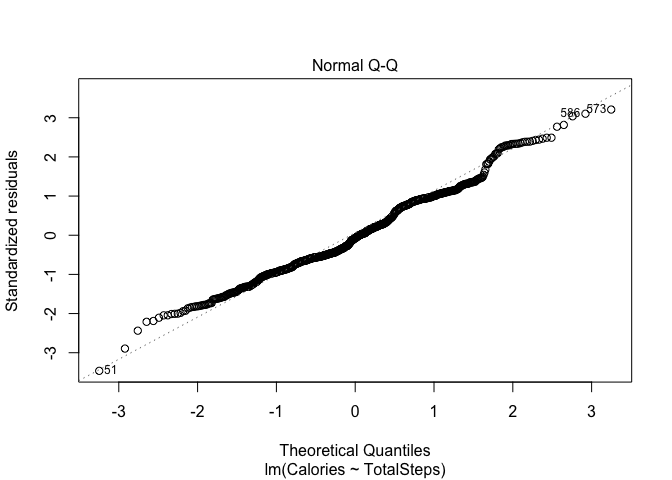 Normal Q-Q
Standardized residuals
3
2
1
0
-1
-2
-3
586
573
51
-3 -2 -1 0 1 2 3
Theoretical Quantiles
lm(Calories ~ TotalSteps)